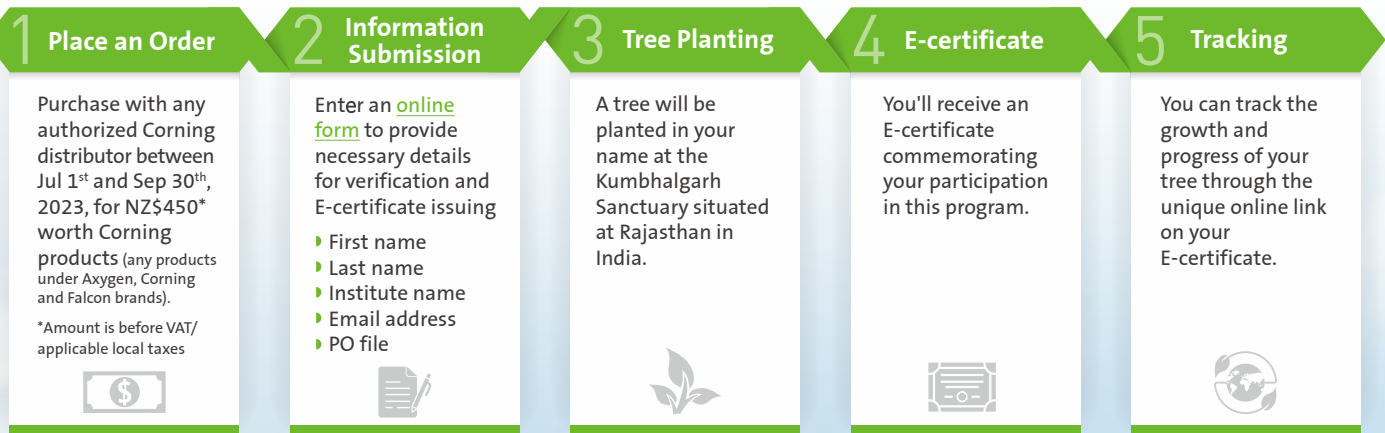 1 Place an Order
Purchase with any
authorized Corning
distributor between
Jul 1st and Sep 30th,
2023, for NZ$450*
worth Corning
products (any products
under Axygen, Corning
and Falcon brands).
*Amount is before VAT/
applicable local taxes
$
2 Information
Submission
Enter an online
form to provide
necessary details
for verification and
E-certificate issuing
First name
Last name
Institute name
Email address
PO file
3 Tree Planting
A tree will be
planted in your
name at the
Kumbhalgarh
Sanctuary situated
at Rajasthan in
India.
4 E-certificate
You'll receive an
E-certificate
commemorating
your participation
in this program.
5 Tracking
You can track the
growth and
progress of your
tree through the
unique online link
on your
E-certificate.